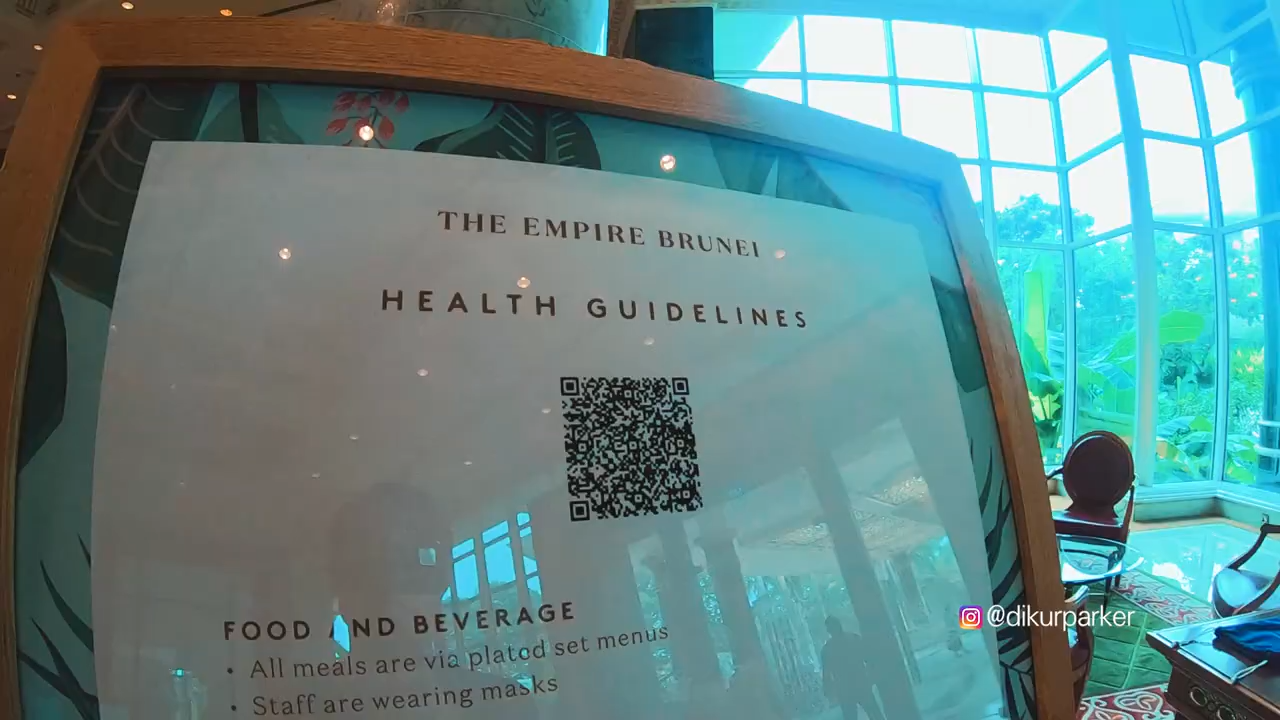 THE EMPIRE BRUNEI
HEALTH GUIDELINES
FOOD AND BEVERAGE
• All meals are via plated set menus
• Staff are wearing masks
@dikurparker